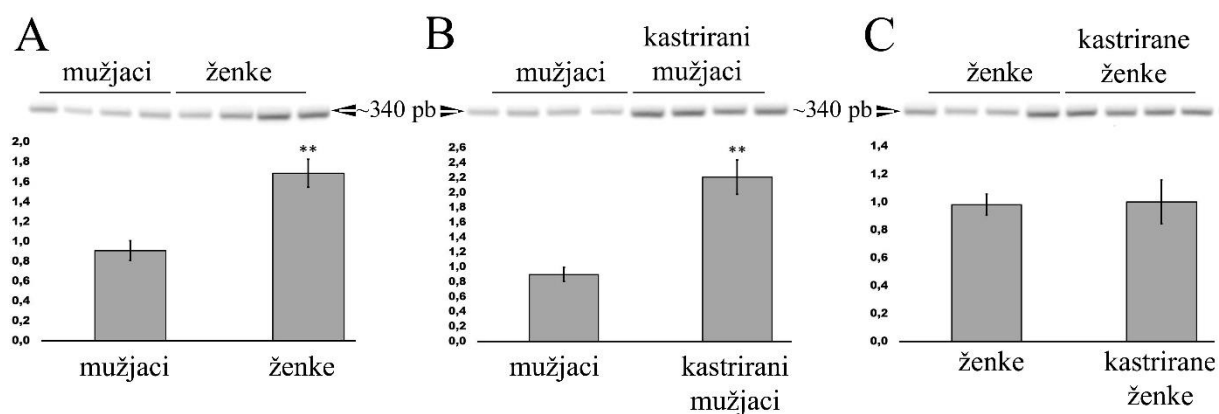 A
mužjaci ženke
~340 pb
**
2,0
1,8
1,6
1,4
1,2
1,0
0,8
0,6
0,4
0,2
0,0
mužjaci ženke
B
kastrirani
mužjaci mužjaci
~340 pb
**
2,6
2,4
2,2
2,0
1,8
1,6
1,4
1,2
1,0
0,8
0,6
0,4
0,2
0,0
mužjaci kastrirani
mužjaci
C
kastrirane
ženke ženke
1,4
1,2
1,0
0,8
0,6
0,4
0,2
0,0
ženke kastrirane
ženke